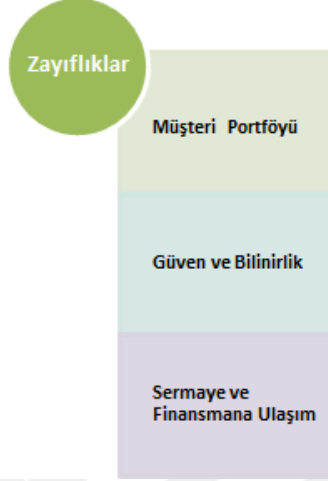 Zayıflıklar
Müşteri Portföyü
Güven ve Bilinirlik
Sermaye ve
Finansmana Ulaşım